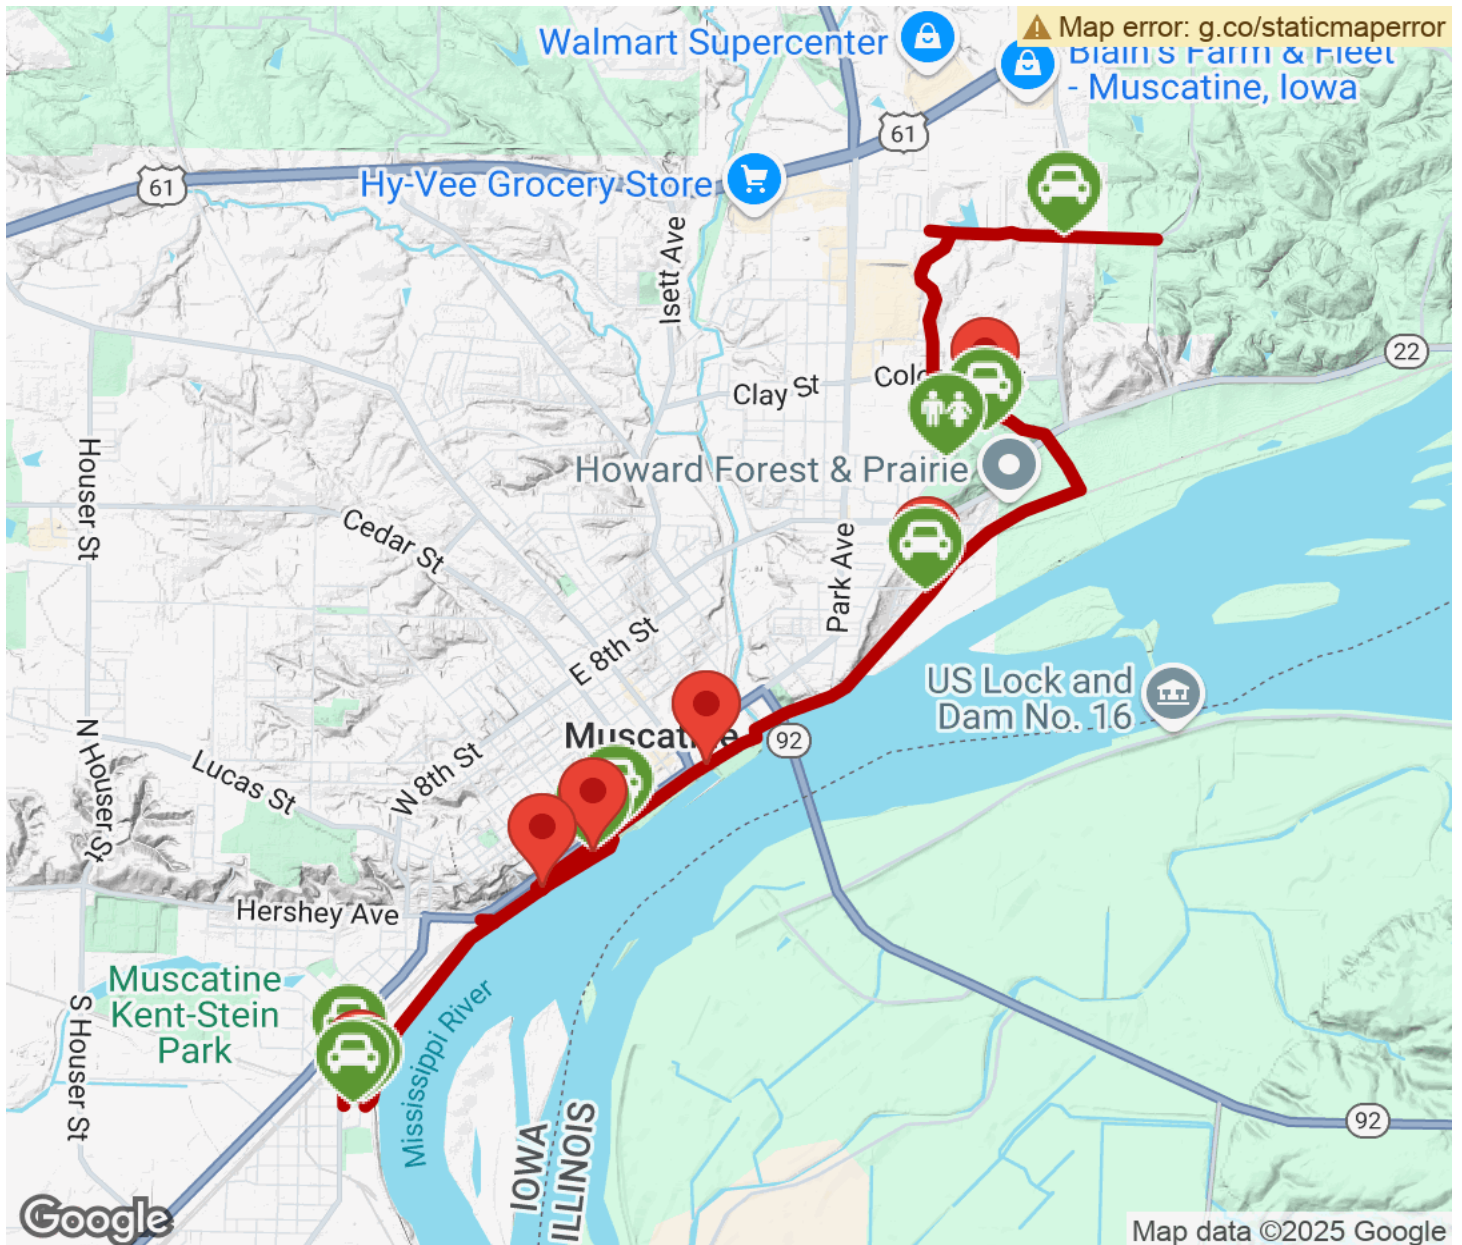 Map error: g.co/staticmaperror
Walmart Supercenter
Blain's Farm & Fleet
- Muscatine, Iowa
61
61
Hy-Vee Grocery Store
Isett Ave
22
Clay St
Houser St
Howard Forest & Prairie
Cedar St
Park Ave
E 8th St
US Lock and
Dam No. 16
Muscatine
92
N Houser St
Lucas St
W 8th St
Hershey Ave
Muscatine
Kent-Stein
Park
S Houser St
Mississippi River
IOWA
ILLINOIS
92
Google
Map data ©2025 Google